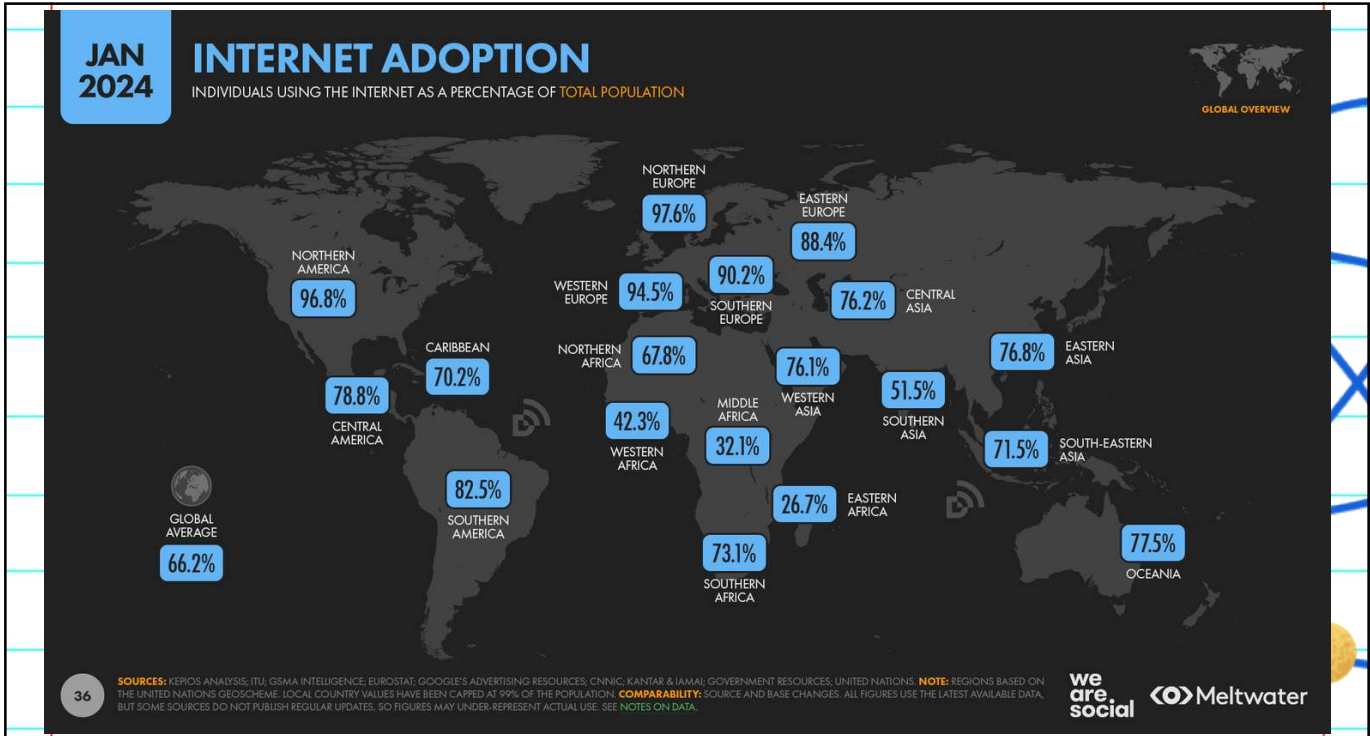 JAN
2024
INTERNET ADOPTION
INDIVIDUALS USING THE INTERNET AS A PERCENTAGE OF TOTAL POPULATION
GLOBAL OVERVIEW
NORTHERN
EUROPE
97.6%
EASTERN
EUROPE
88.4%
NORTHERN
AMERICA
96.8%
WESTERN
EUROPE
94.5%
90.2%
SOUTHERN
EUROPE
76.2%
CENTRAL
ASIA
CARIBBEAN
70.2%
NORTHERN
AFRICA
67.8%
76.1%
WESTERN
ASIA
76.8%
EASTERN
ASIA
78.8%
CENTRAL
AMERICA
42.3%
WESTERN
AFRICA
MIDDLE
AFRICA
32.1%
51.5%
SOUTHERN
ASIA
71.5%
SOUTH-EASTERN
ASIA
82.5%
SOUTHERN
AMERICA
26.7%
EASTERN
AFRICA
GLOBAL
AVERAGE
66.2%
73.1%
SOUTHERN
AFRICA
77.5%
OCEANIA
36
SOURCES: KEPIOS ANALYSIS; ITU; GSMA INTELLIGENCE; EUROSTAT; GOOGLE'S ADVERTISING RESOURCES; CNNIC; KANTAR & IAMAI; GOVERNMENT RESOURCES; UNITED NATIONS. NOTE: REGIONS BASED ON
THE UNITED NATIONS GEOSCHEME. LOCAL COUNTRY VALUES HAVE BEEN CAPPED AT 99% OF THE POPULATION. COMPARABILITY: SOURCE AND BASE CHANGES. ALL FIGURES USE THE LATEST AVAILABLE DATA,
BUT SOME SOURCES DO NOT PUBLISH REGULAR UPDATES, SO FIGURES MAY UNDER-REPRESENT ACTUAL USE. SEE NOTES ON DATA.
we
are
social
Meltwater